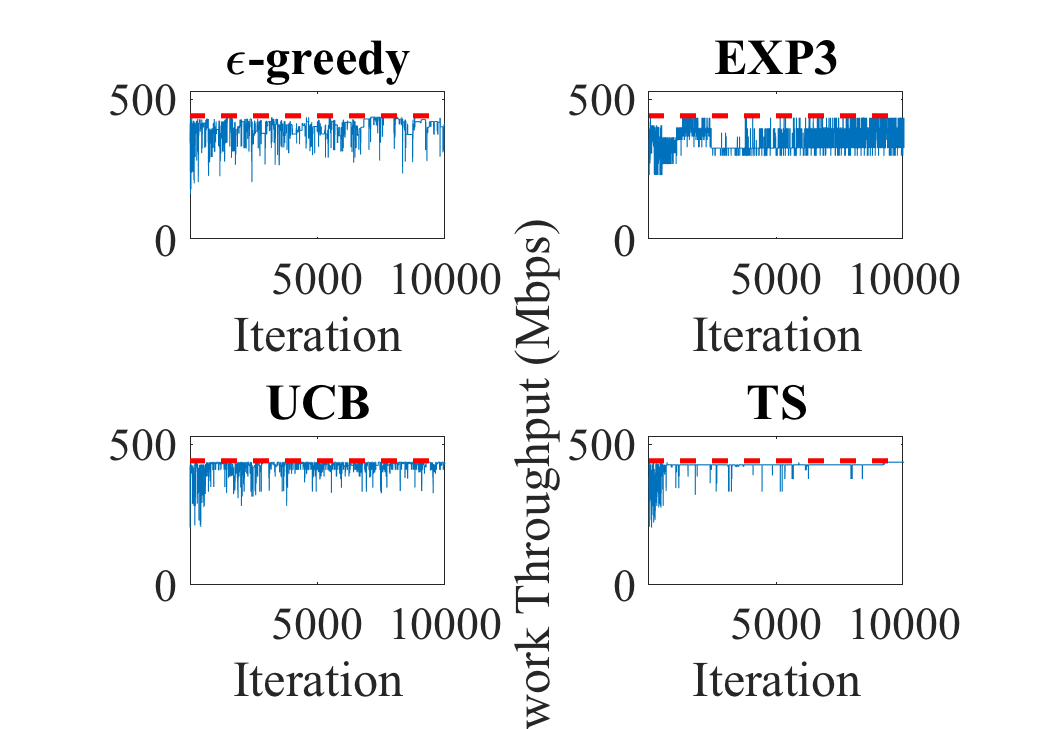 ϵ-greedy
500
0
5000 10000
Iteration
EXP3
500
0
5000 10000
Iteration
work Throughput (Mbps)
UCB
500
0
5000 10000
Iteration
TS
500
0
5000 10000
Iteration